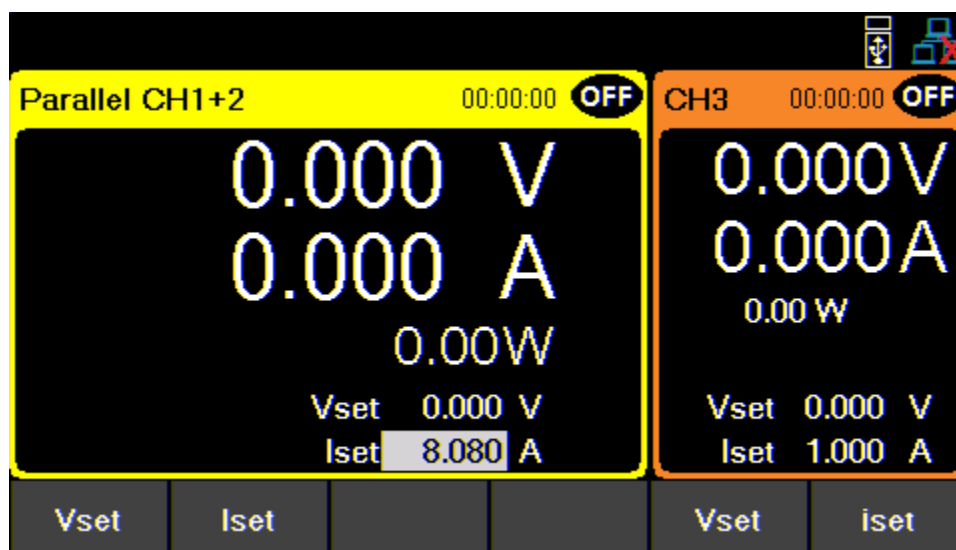 Parallel CH1+2 00:00:00 OFF
0.000 V
0.000 A
0.00W
Vset 0.000 V
Iset 8.080 A
CH3 00:00:00 OFF
0.000V
0.000A
0.00 W
Vset 0.000 V
Iset 1.000 A
Vset Iset Vset iset